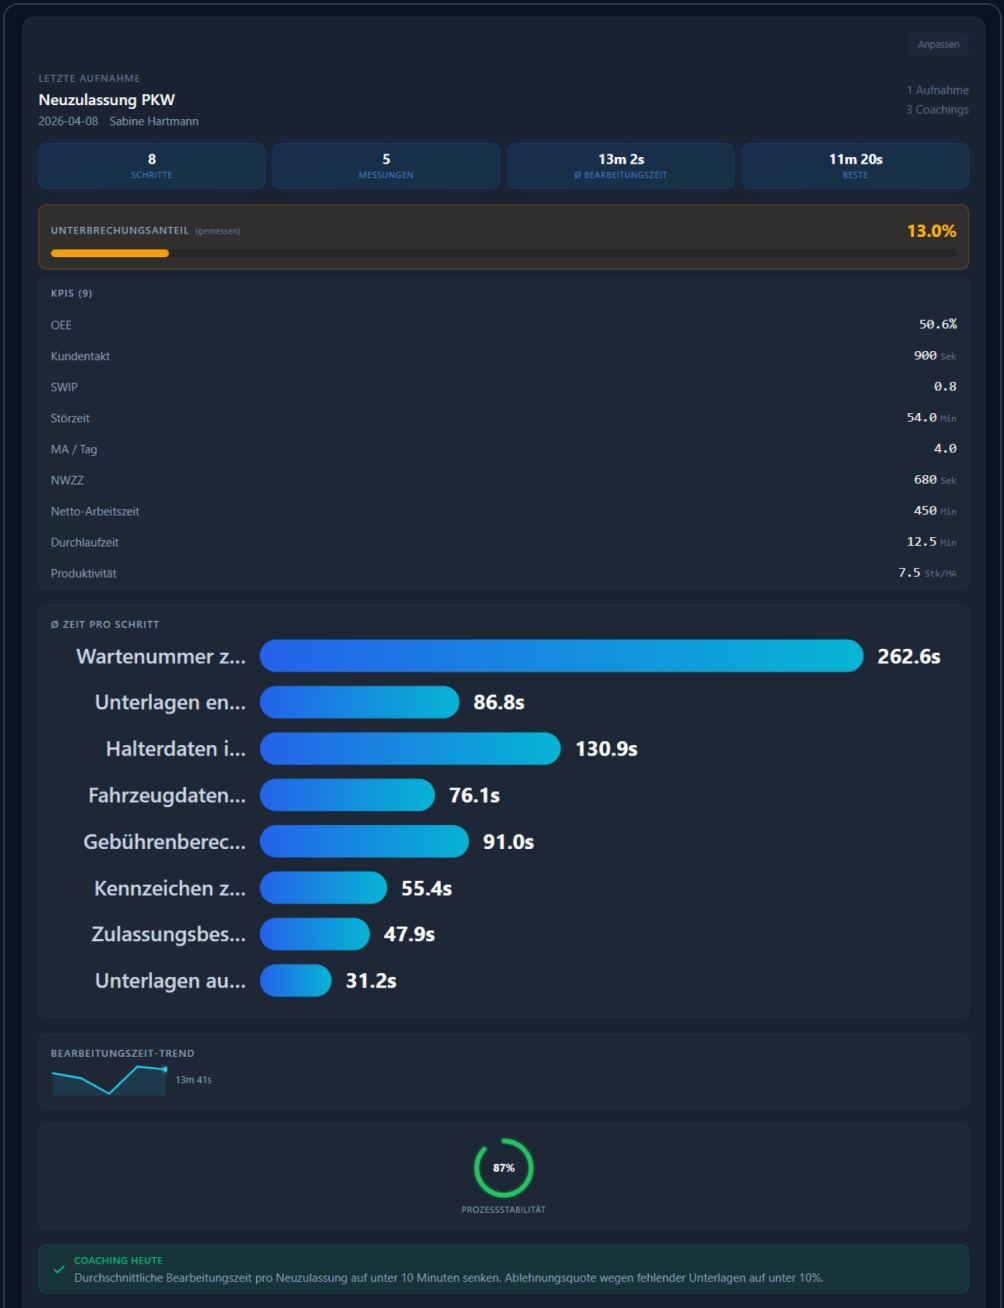 Anpassen
LETZTE AUFNAHME
Neuzulassung PKW
2026-04-08 Sabine Hartmann
1 Aufnahme
3 Coachings
8
SCHRITTE
5
MESSUNGEN
13m 2s
Ø BEARBEITUNGSZEIT
11m 20s
BESTE
UNTERBRECHUNGSANTEIL (gemessen) 13.0%
KPIS (9)
OEE 50.6%
Kundentakt 900 Sek
SWIP 0.8
Störzeit 54.0 Min
MA / Tag 4.0
NWZZ 680 Sek
Netto-Arbeitszeit 450 Min
Durchlaufzeit 12.5 Min
Produktivität 7.5 Stk/MA
Ø ZEIT PRO SCHRITT
Wartenummer z... 262.6s
Unterlagen en... 86.8s
Halterdaten i... 130.9s
Fahrzeugdaten... 76.1s
Gebührenberec... 91.0s
Kennzeichen z... 55.4s
Zulassungsbes... 47.9s
Unterlagen au... 31.2s
BEARBEITUNGSZEIT-TREND
13m 41s
87%
PROZESSSTABILITÄT
COACHING HEUTE
Durchschnittliche Bearbeitungszeit pro Neuzulassung auf unter 10 Minuten senken. Ablehnungsquote wegen fehlender Unterlagen auf unter 10%.